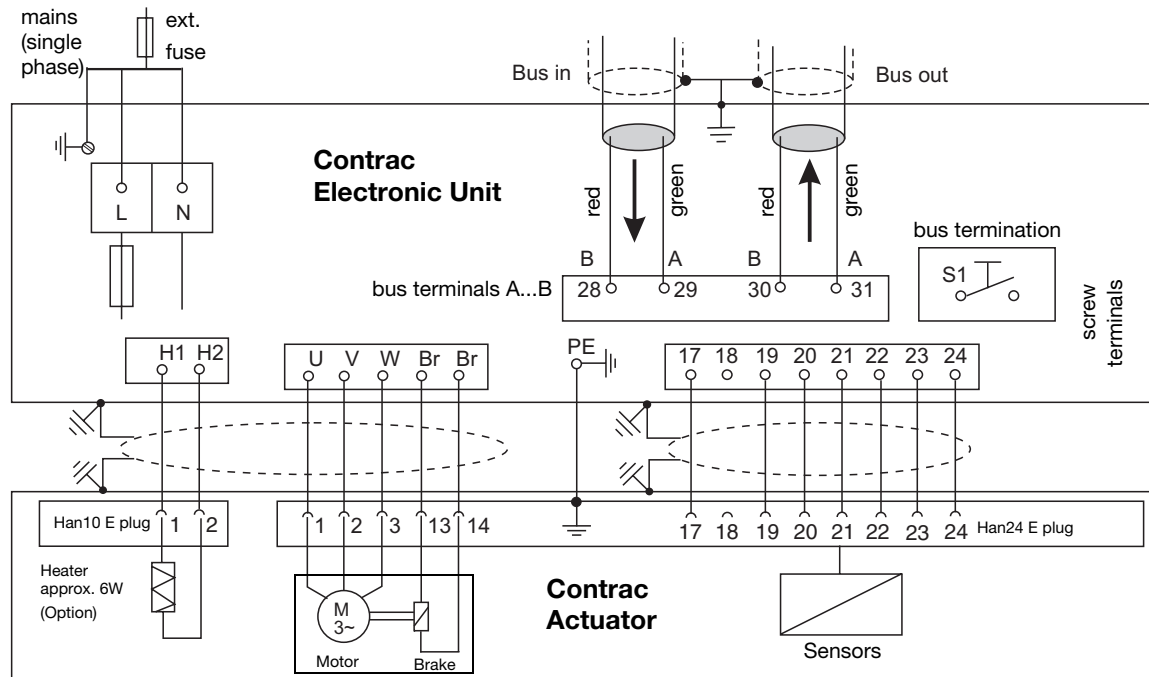 mains
(single
phase)
ext.
fuse
Bus in
Bus out
Contrac
Electronic Unit
L
N
red
green
red
green
B
A
B
A
bus terminals A...B
28
29
30
31
bus termination
S1
screw
terminals
H1 H2
U V W Br Br
PE
17 18 19 20 21 22 23 24
Han10 E plug
1 2
1 2 3 13 14
17 18 19 20 21 22 23 24
Han24 E plug
Heater
approx. 6W
(Option)
M
3~
Motor
Brake
Contrac
Actuator
Sensors